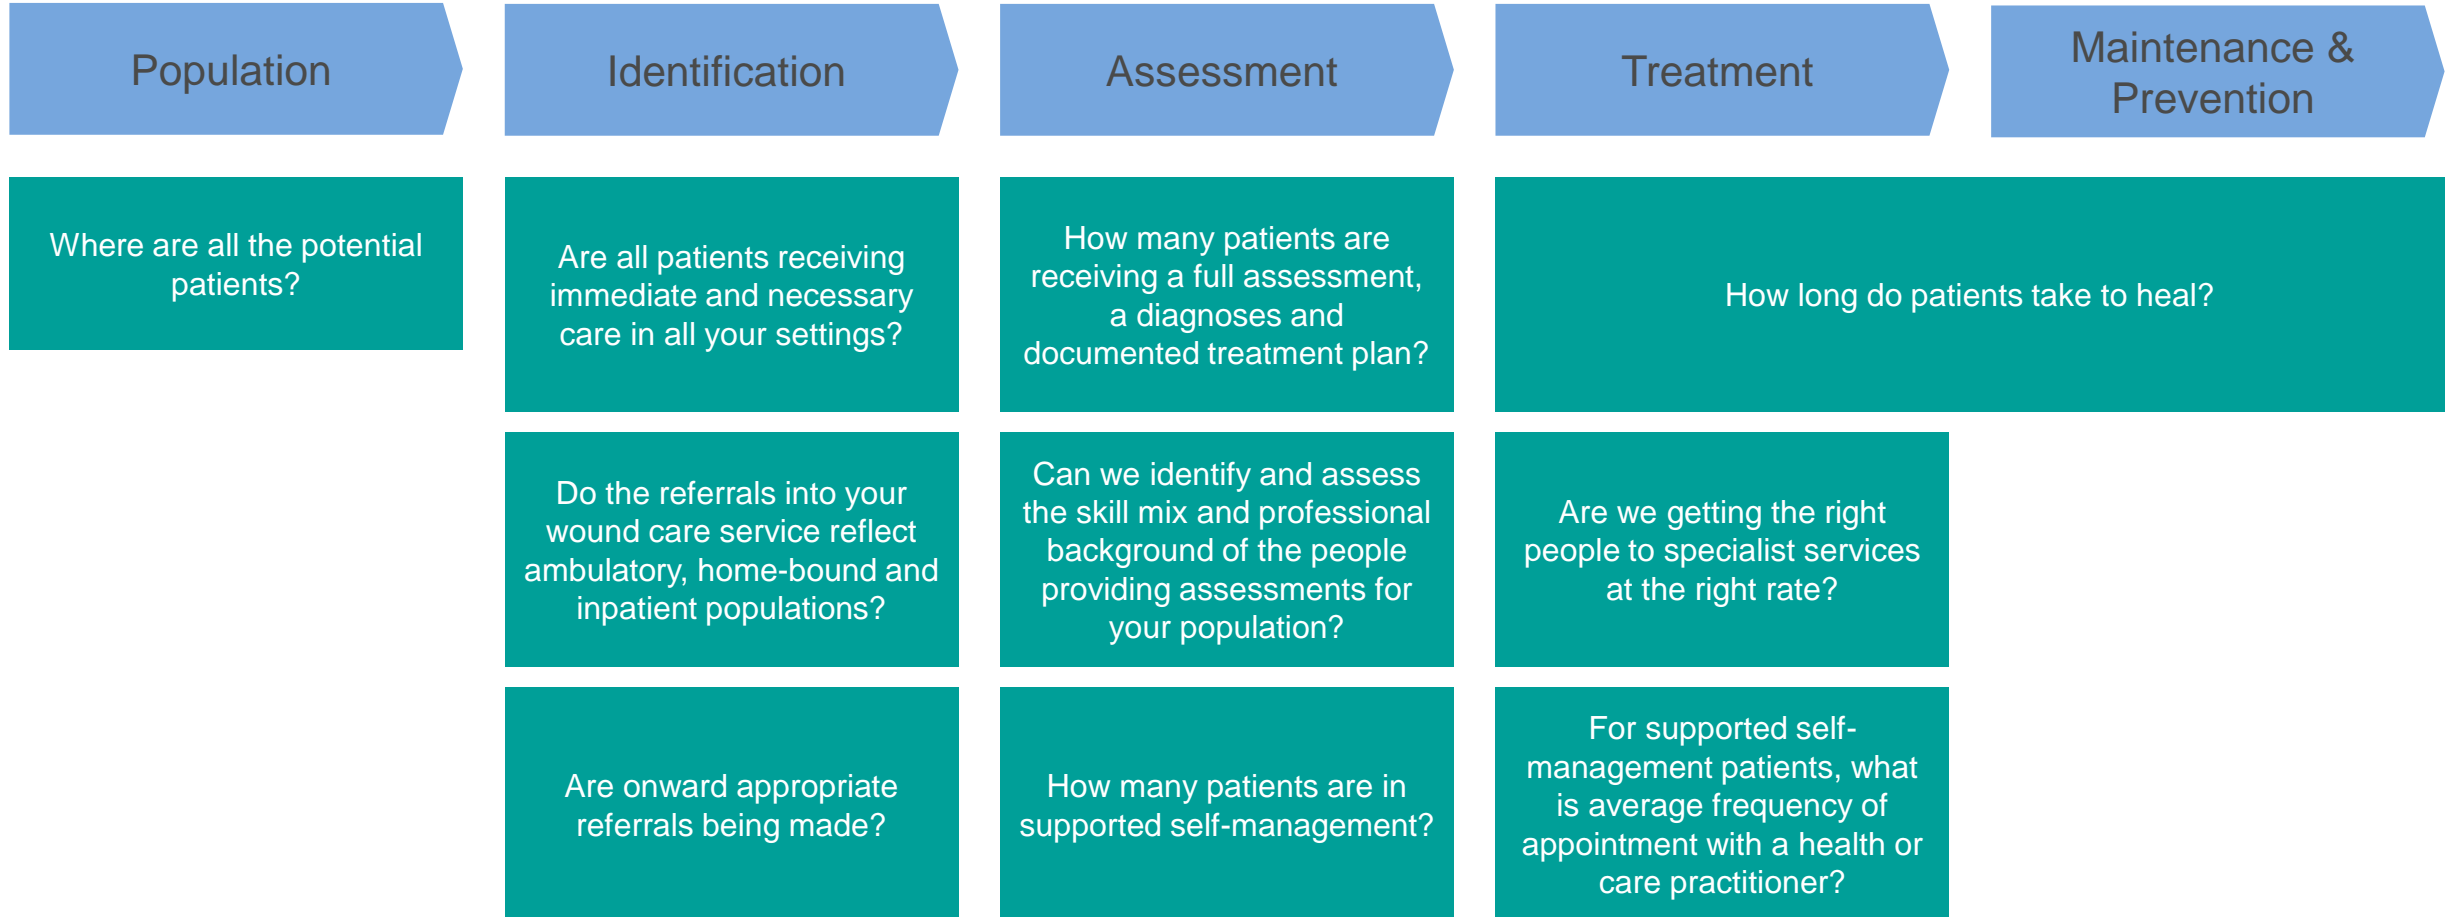 Population
Identification
Assessment
Treatment
Maintenance &
Prevention
Where are all the potential
patients?
Are all patients receiving
immediate and necessary
care in all your settings?
How many patients are
receiving a full assessment,
a diagnoses and
documented treatment plan?
How long do patients take to heal?
Do the referrals into your
wound care service reflect
ambulatory, home-bound and
inpatient populations?
Can we identify and assess
the skill mix and professional
background of the people
providing assessments for
your population?
Are we getting the right
people to specialist services
at the right rate?
Are onward appropriate
referrals being made?
How many patients are in
supported self-management?
For supported self-
management patients, what
is average frequency of
appointment with a health or
care practitioner?